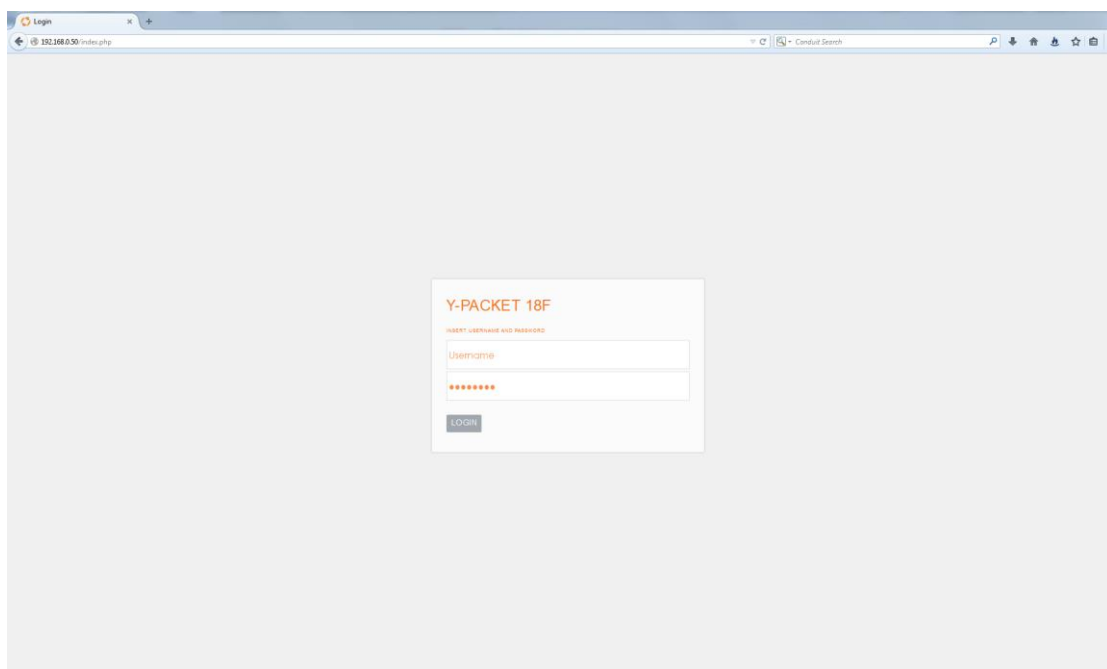 Login
192.168.0.50/index.php
Conduit Search
Y-PACKET 18F
INSERT USERNAME AND PASSWORD
Username
LOGIN